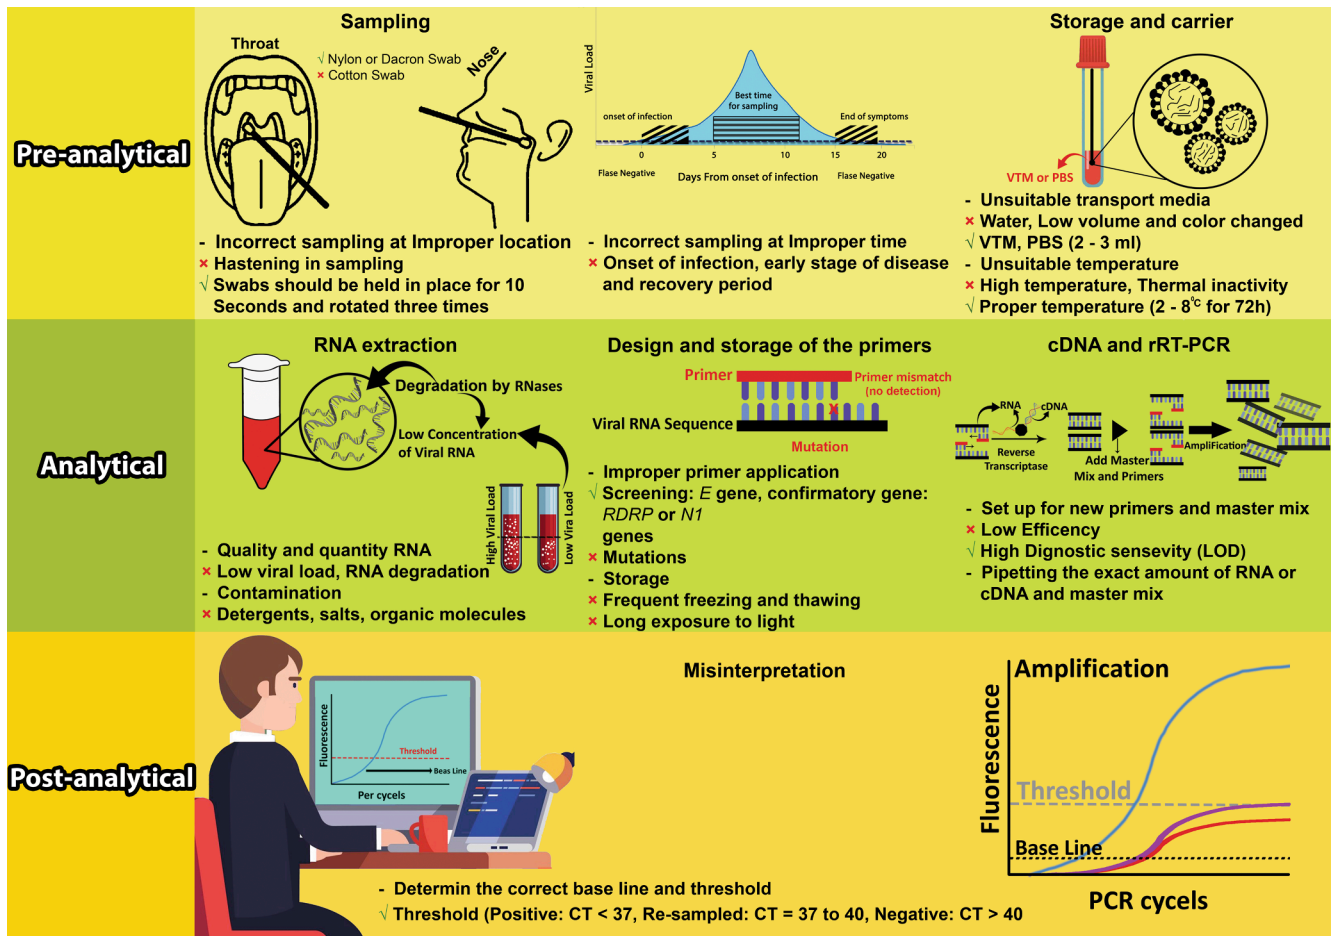 Pre-analytical
Sampling
Throat
√ Nylon or Dacron Swab
× Cotton Swab
Nose
- Incorrect sampling at Improper location
× Hastening in sampling
√ Swabs should be held in place for 10
Seconds and rotated three times
Viral Load
Best time
for sampling
onset of infection
End of symptoms
0 5 10 15 20
Flase Negative
Days From onset of infection
Flase Negative
- Incorrect sampling at Improper time
× Onset of infection, early stage of disease
and recovery period
Storage and carrier
VTM or PBS
- Unsuitable transport media
× Water, Low volume and color changed
√ VTM, PBS (2 - 3 ml)
- Unsuitable temperature
× High temperature, Thermal inactivity
√ Proper temperature (2 - 8°C for 72h)
Analytical
RNA extraction
Degradation by RNases
Low Concentration
of Viral RNA
High Viral Load
Low Vira Load
- Quality and quantity RNA
× Low viral load, RNA degradation
- Contamination
× Detergents, salts, organic molecules
Design and storage of the primers
Primer
Primer mismatch
(no detection)
×
Viral RNA Sequence
Mutation
- Improper primer application
√ Screening: E gene, confirmatory gene:
RDRP or N1
genes
× Mutations
- Storage
× Frequent freezing and thawing
× Long exposure to light
cDNA and rRT-PCR
RNA
cDNA
Reverse
Transcriptase
Add Master
Mix and Primers
AmpliFication
- Set up for new primers and master mix
× Low Efficency
√ High Dignostic sensevity (LOD)
- Pipetting the exact amount of RNA or
cDNA and master mix
Post-analytical
Misinterpretation
Fluorescence
Threshold
Beas Line
Per cycels
- Determin the correct base line and threshold
√ Threshold (Positive: CT < 37, Re-sampled: CT = 37 to 40, Negative: CT > 40
Amplification
Fluorescence
Threshold
Base Line
PCR cycels